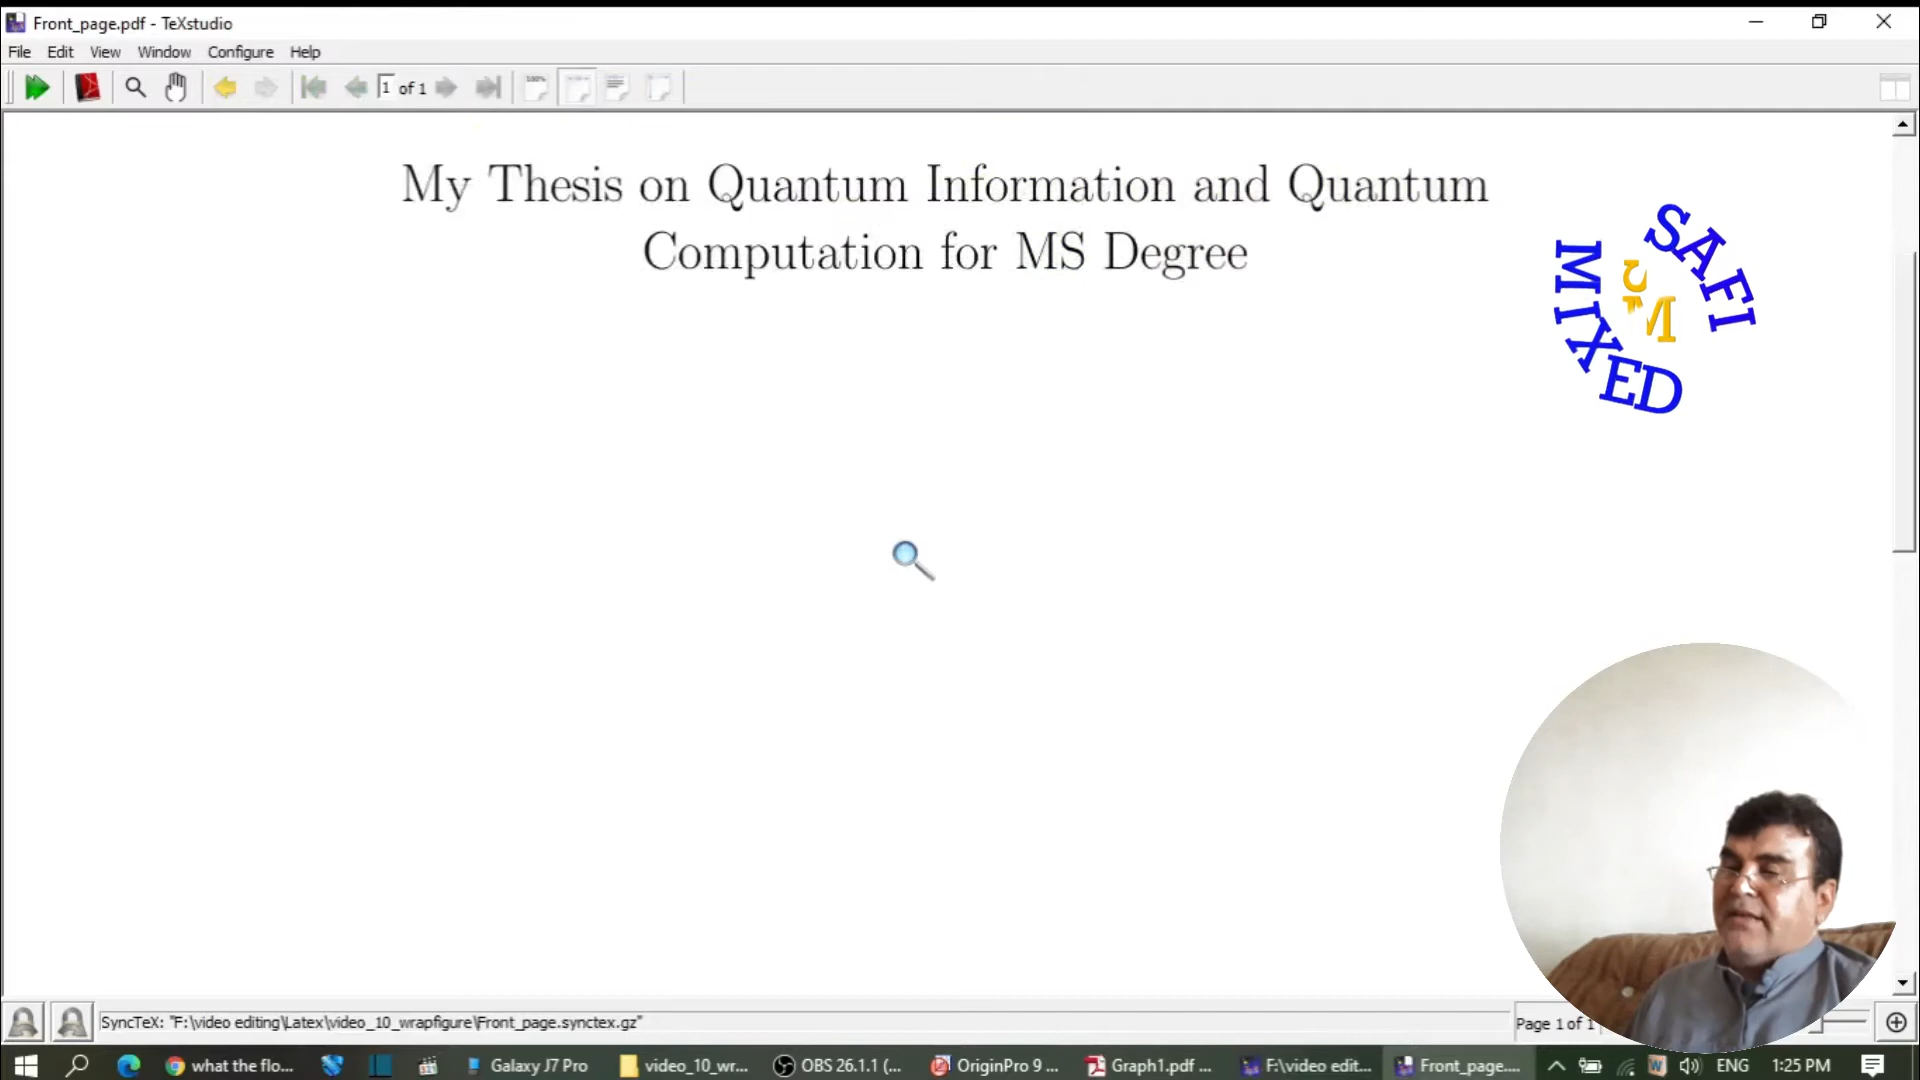 Front_page.pdf - TeXstudio
File Edit View Window Configure Help
1 of 1
100%
My Thesis on Quantum Information and Quantum
Computation for MS Degree
SAFI
MIXED
M
SyncTeX: "F:\video editing\Latex\video_10_wrapfigure\Front_page.synctex.gz"
Page 1 of 1
what the flo...
Galaxy J7 Pro
video_10_wr...
OBS 26.1.1 (...
OriginPro 9 ...
Graph1.pdf ...
F:\video edit...
Front_page....
ENG
1:25 PM